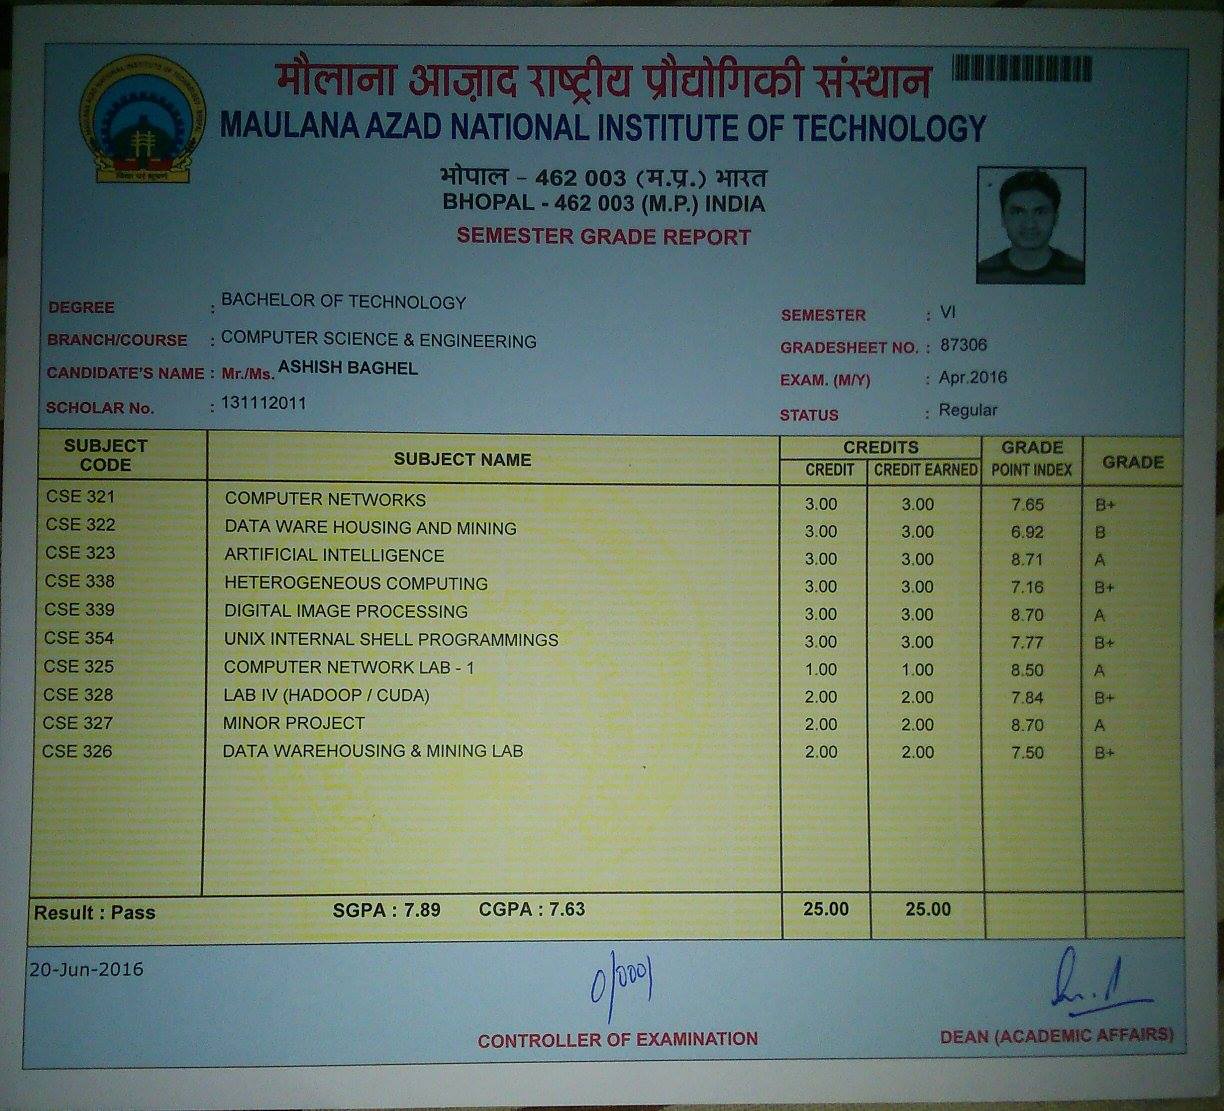 मौलाना आज़ाद राष्ट्रीय प्रौद्योगिकी संस्थान
MAULANA AZAD NATIONAL INSTITUTE OF TECHNOLOGY
भोपाल – 462 003 (म.प्र.) भारत
BHOPAL - 462 003 (M.P.) INDIA
SEMESTER GRADE REPORT
DEGREE : BACHELOR OF TECHNOLOGY
BRANCH/COURSE : COMPUTER SCIENCE & ENGINEERING
CANDIDATE'S NAME : Mr./Ms. ASHISH BAGHEL
SCHOLAR No. : 131112011
SEMESTER : VI
GRADESHEET NO. : 87306
EXAM. (M/Y) : Apr.2016
STATUS : Regular
SUBJECT CODE SUBJECT NAME CREDITS GRADE POINT INDEX GRADE
CREDIT CREDIT EARNED
CSE 321 COMPUTER NETWORKS 3.00 3.00 7.65 B+
CSE 322 DATA WARE HOUSING AND MINING 3.00 3.00 6.92 B
CSE 323 ARTIFICIAL INTELLIGENCE 3.00 3.00 8.71 A
CSE 338 HETEROGENEOUS COMPUTING 3.00 3.00 7.16 B+
CSE 339 DIGITAL IMAGE PROCESSING 3.00 3.00 8.70 A
CSE 354 UNIX INTERNAL SHELL PROGRAMMINGS 3.00 3.00 7.77 B+
CSE 325 COMPUTER NETWORK LAB - 1 1.00 1.00 8.50 A
CSE 328 LAB IV (HADOOP / CUDA) 2.00 2.00 7.84 B+
CSE 327 MINOR PROJECT 2.00 2.00 8.70 A
CSE 326 DATA WAREHOUSING & MINING LAB 2.00 2.00 7.50 B+
Result : Pass SGPA : 7.89 CGPA : 7.63 25.00 25.00
20-Jun-2016
CONTROLLER OF EXAMINATION
DEAN (ACADEMIC AFFAIRS)